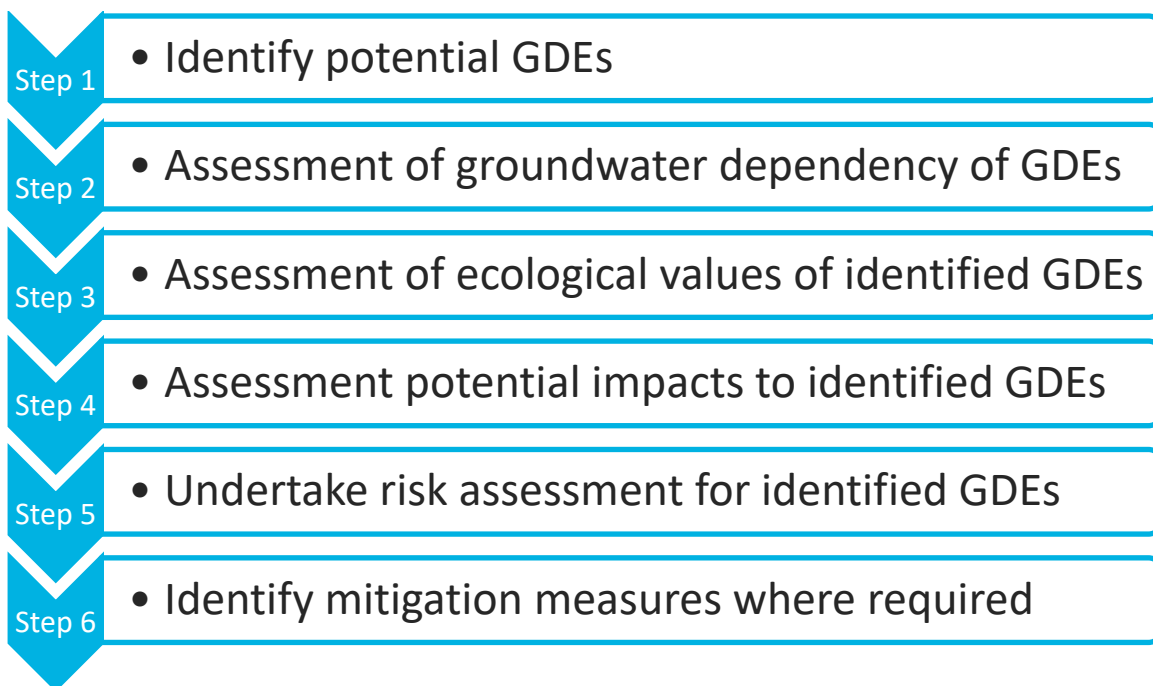 Step 1
• Identify potential GDEs
Step 2
• Assessment of groundwater dependency of GDEs
Step 3
• Assessment of ecological values of identified GDEs
Step 4
• Assessment potential impacts to identified GDEs
Step 5
• Undertake risk assessment for identified GDEs
Step 6
• Identify mitigation measures where required